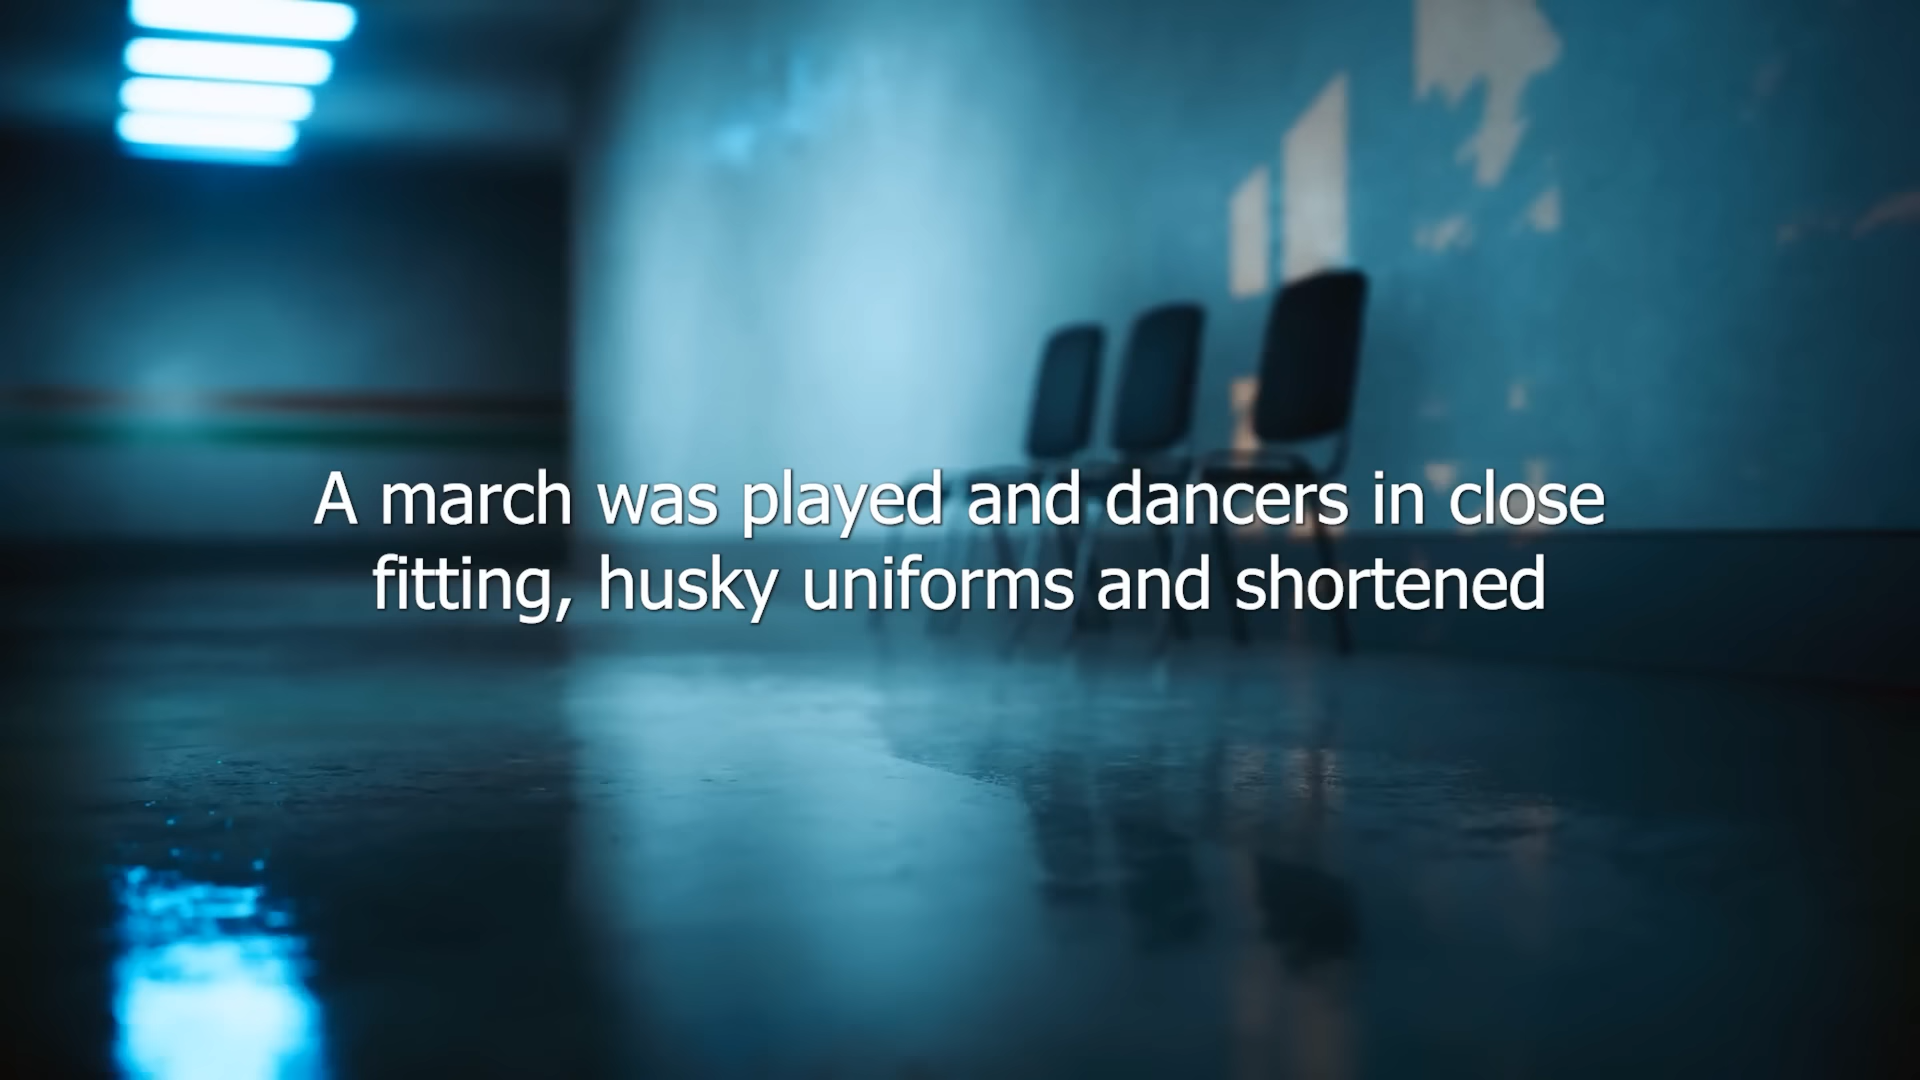 A march was played and dancers in close
fitting, husky uniforms and shortened